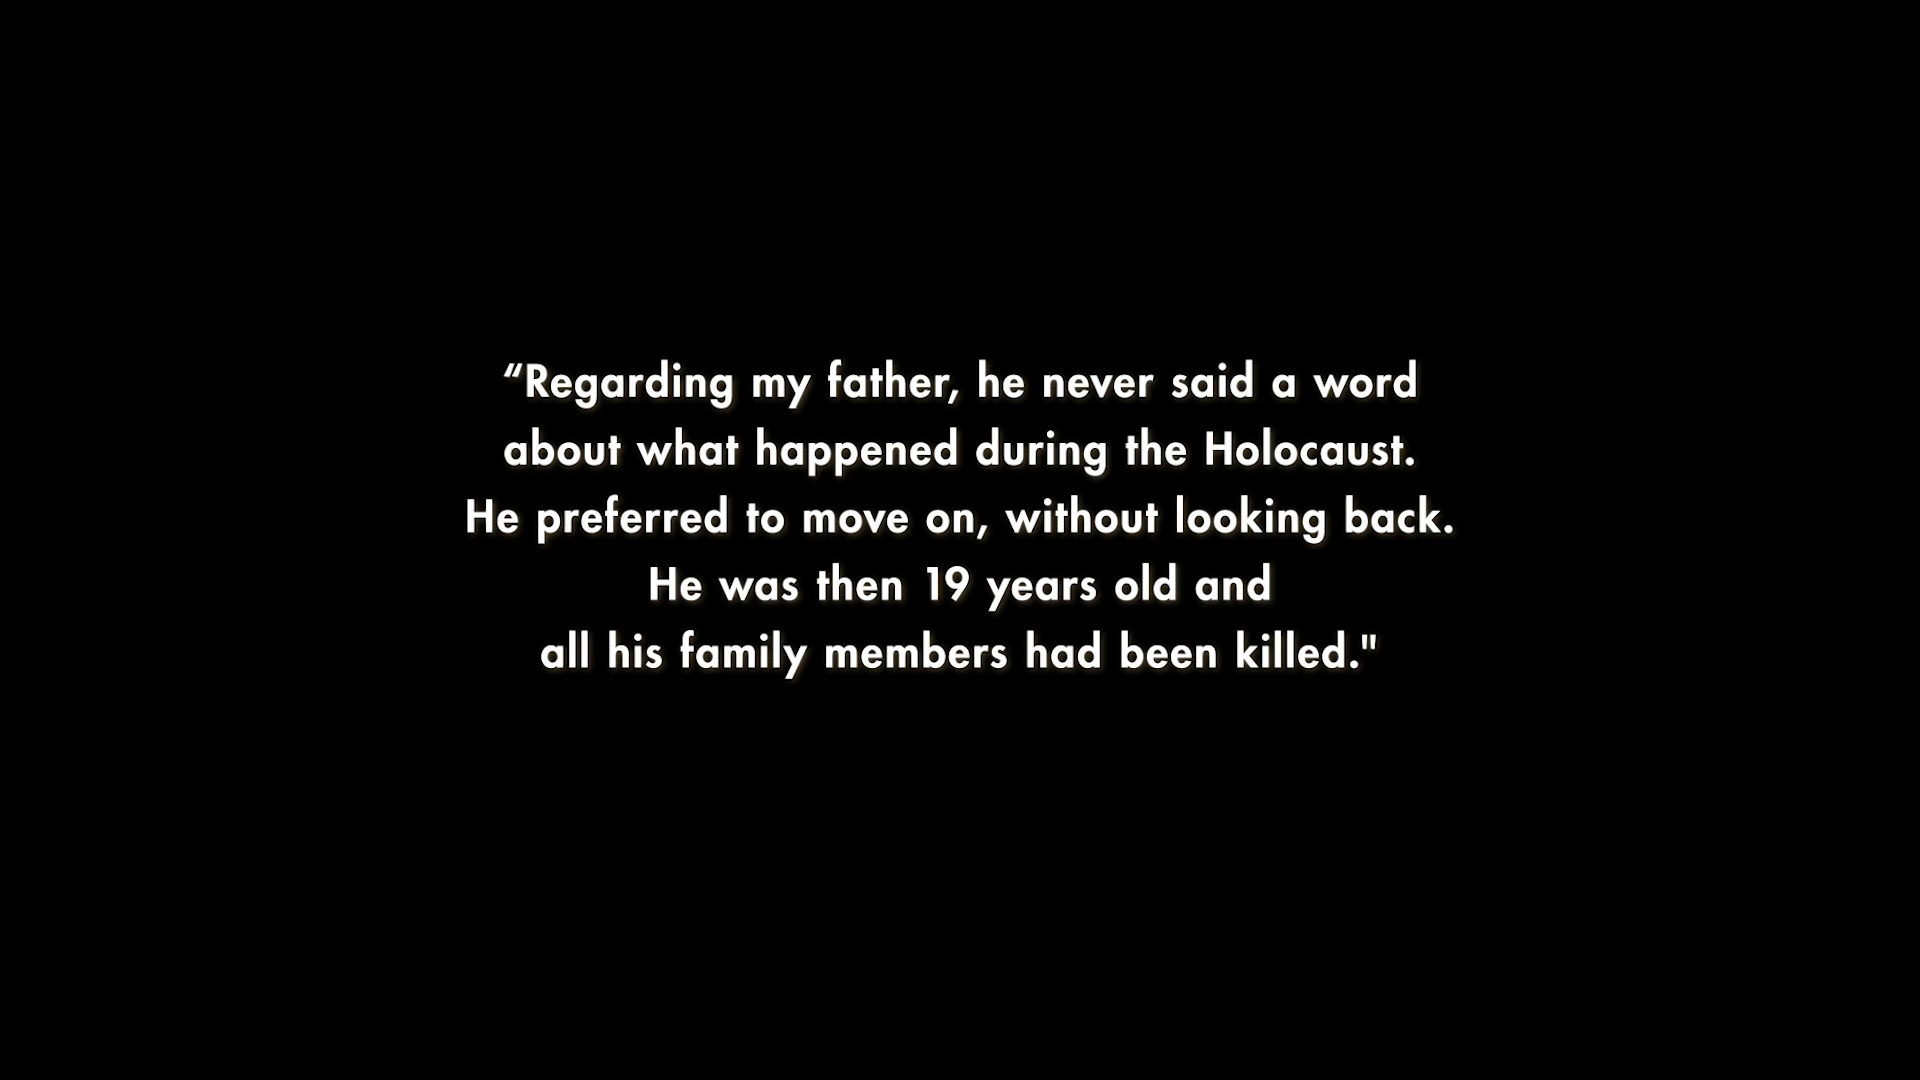 “Regarding my father, he never said a word
about what happened during the Holocaust.
He preferred to move on, without looking back.
He was then 19 years old and
all his family members had been killed."